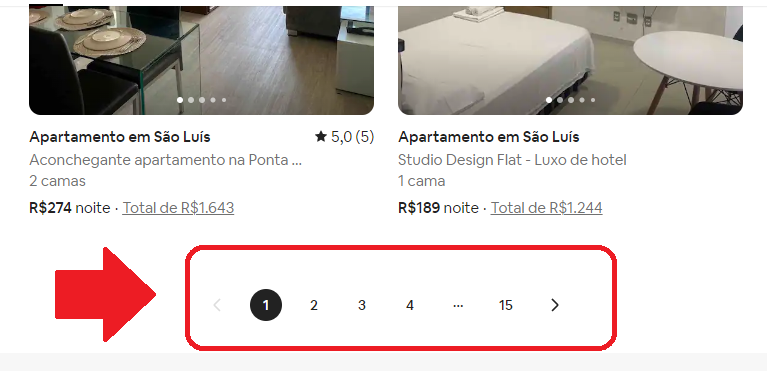 Apartamento em São Luís
★ 5,0 (5)
Aconchegante apartamento na Ponta ...
2 camas
R$274 noite · Total de R$1.643
Apartamento em São Luís
Studio Design Flat - Luxo de hotel
1 cama
R$189 noite · Total de R$1.244
< 1 2 3 4 ... 15 >